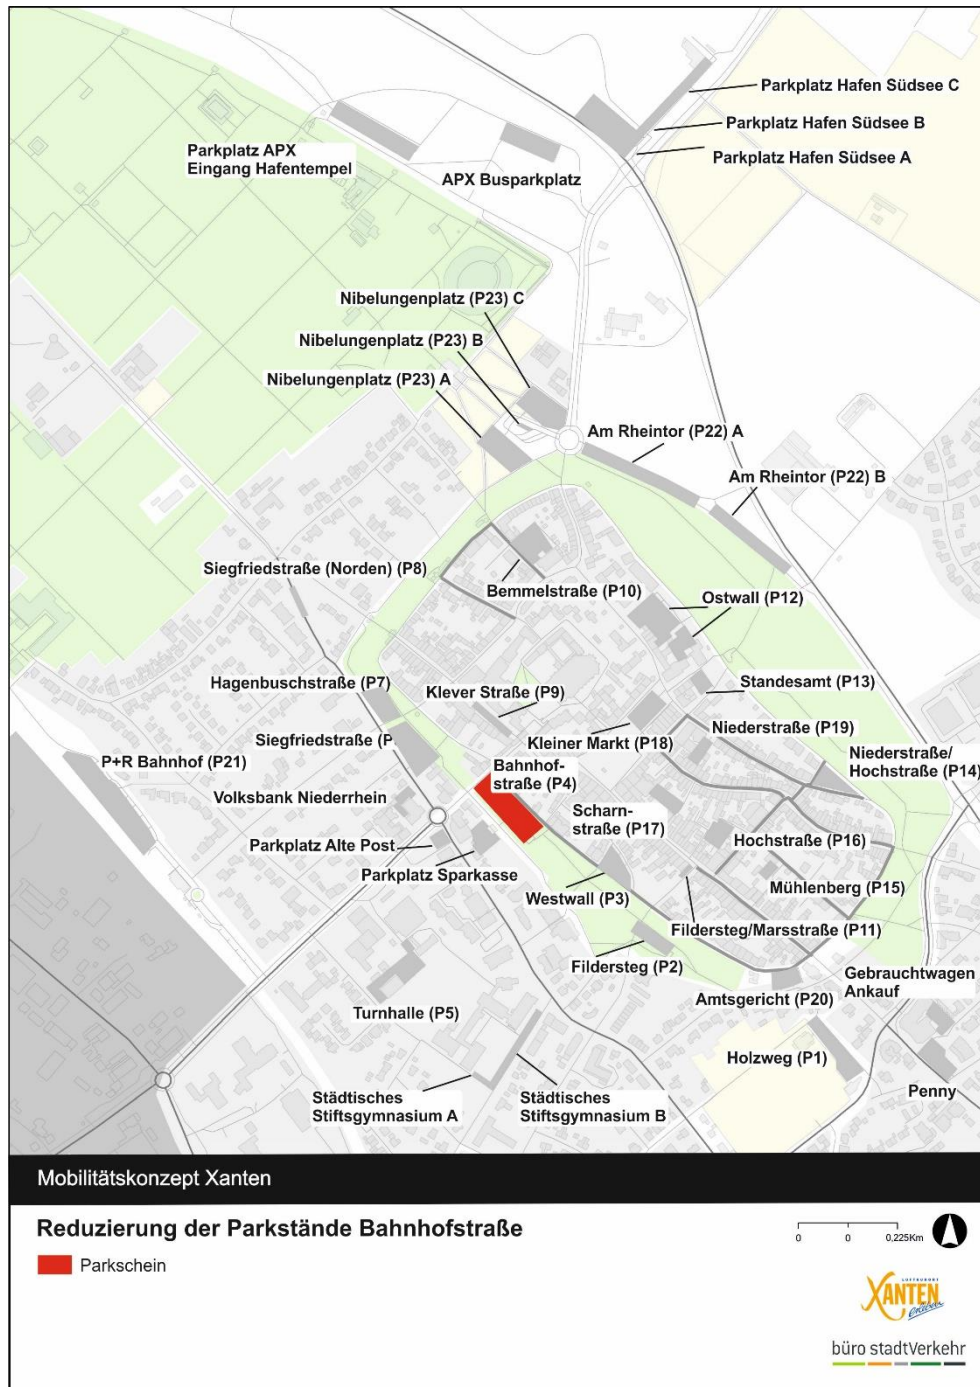 Parkplatz Hafen Südsee C
Parkplatz Hafen Südsee B
Parkplatz Hafen Südsee A
Parkplatz APX
Eingang Hafentempel
APX Busparkplatz
Nibelungenplatz (P23) C
Nibelungenplatz (P23) B
Nibelungenplatz (P23) A
Am Rheintor (P22) A
Am Rheintor (P22) B
Siegfriedstraße (Norden) (P8)
Bemmelstraße (P10)
Ostwall (P12)
Hagenbuschstraße (P7)
Klever Straße (P9)
Standesamt (P13)
Niederstraße (P19)
Siegfriedstraße (P
Kleiner Markt (P18)
Niederstraße/
Hochstraße (P14)
P+R Bahnhof (P21)
Bahnhof-
straße (P4)
Volksbank Niederrhein
Scharn-
straße (P17)
Parkplatz Alte Post
Hochstraße (P16)
Parkplatz Sparkasse
Westwall (P3)
Mühlenberg (P15)
Fildersteg/Marsstraße (P11)
Fildersteg (P2)
Gebrauchtwagen
Ankauf
Amtsgericht (P20)
Turnhalle (P5)
Holzweg (P1)
Städtisches
Stiftsgymnasium A
Städtisches
Stiftsgymnasium B
Penny
Mobilitätskonzept Xanten
Reduzierung der Parkstände Bahnhofstraße
Parkschein
0 0 0,225Km
LUFTKURORT
XANTEN
erleben
büro stadtVerkehr